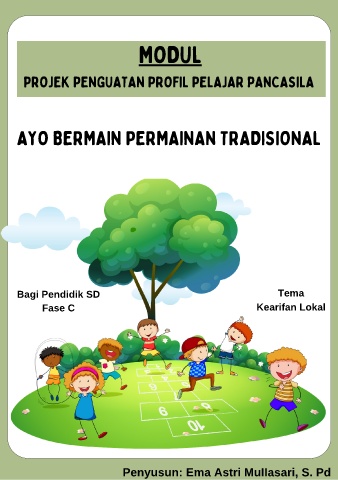 MODUL
PROJEK PENGUATAN PROFIL PELAJAR PANCASILA
AYO BERMAIN PERMAINAN TRADISIONAL
Bagi Pendidik SD
Fase C
Tema
Kearifan Lokal
10
Penyusun: Ema Astri Mullasari, S. Pd